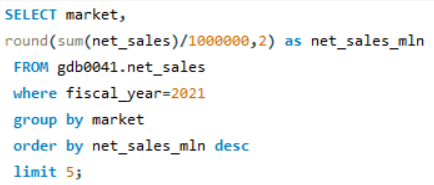 SELECT market,
round(sum(net_sales)/1000000,2) as net_sales_mln
FROM gdb0041.net_sales
where fiscal_year=2021
group by market
order by net_sales_mln desc
limit 5;